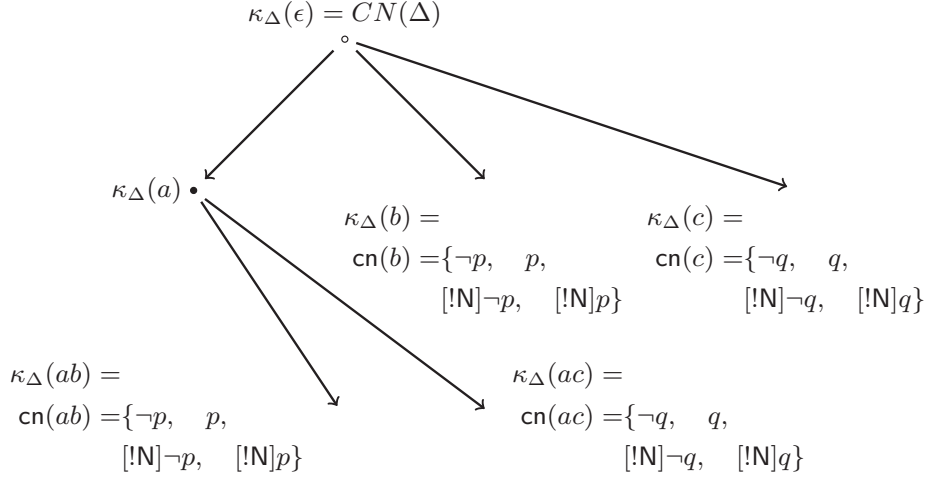 κ_Δ(ϵ) = CN(Δ)
κ_Δ(a)
κ_Δ(b) =
cn(b) ={¬p, p,
[!N]¬p, [!N]p}
κ_Δ(c) =
cn(c) ={¬q, q,
[!N]¬q, [!N]q}
κ_Δ(ab) =
cn(ab) ={¬p, p,
[!N]¬p, [!N]p}
κ_Δ(ac) =
cn(ac) ={¬q, q,
[!N]¬q, [!N]q}